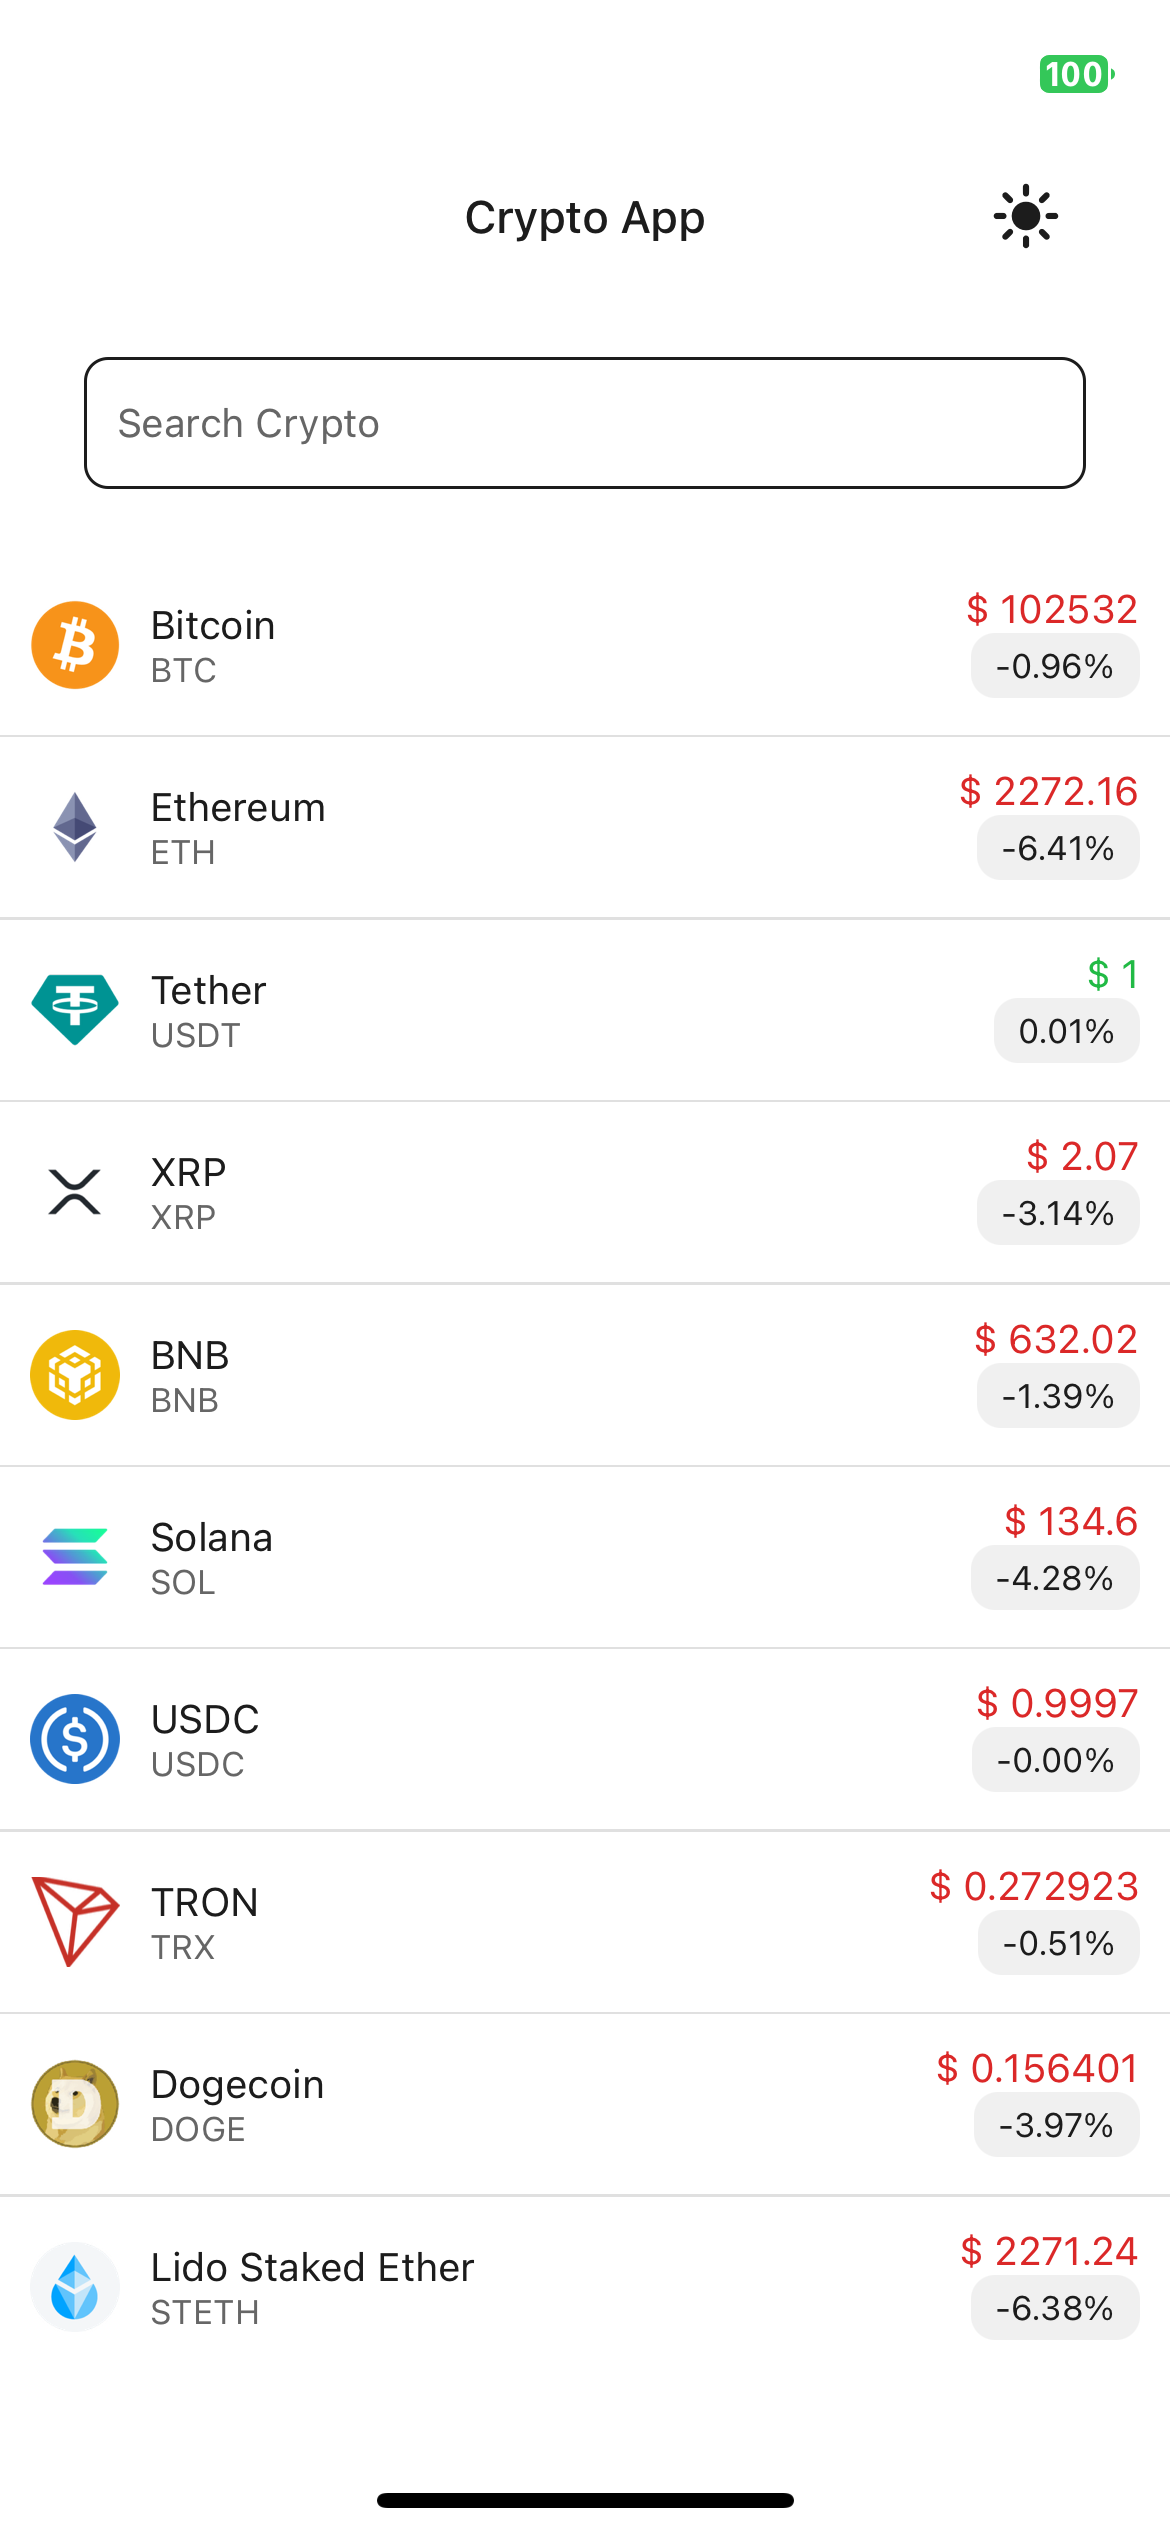 100
Crypto App
Search Crypto
Bitcoin
BTC
$ 102532
-0.96%
Ethereum
ETH
$ 2272.16
-6.41%
Tether
USDT
$ 1
0.01%
XRP
XRP
$ 2.07
-3.14%
BNB
BNB
$ 632.02
-1.39%
Solana
SOL
$ 134.6
-4.28%
USDC
USDC
$ 0.9997
-0.00%
TRON
TRX
$ 0.272923
-0.51%
Dogecoin
DOGE
$ 0.156401
-3.97%
Lido Staked Ether
STETH
$ 2271.24
-6.38%